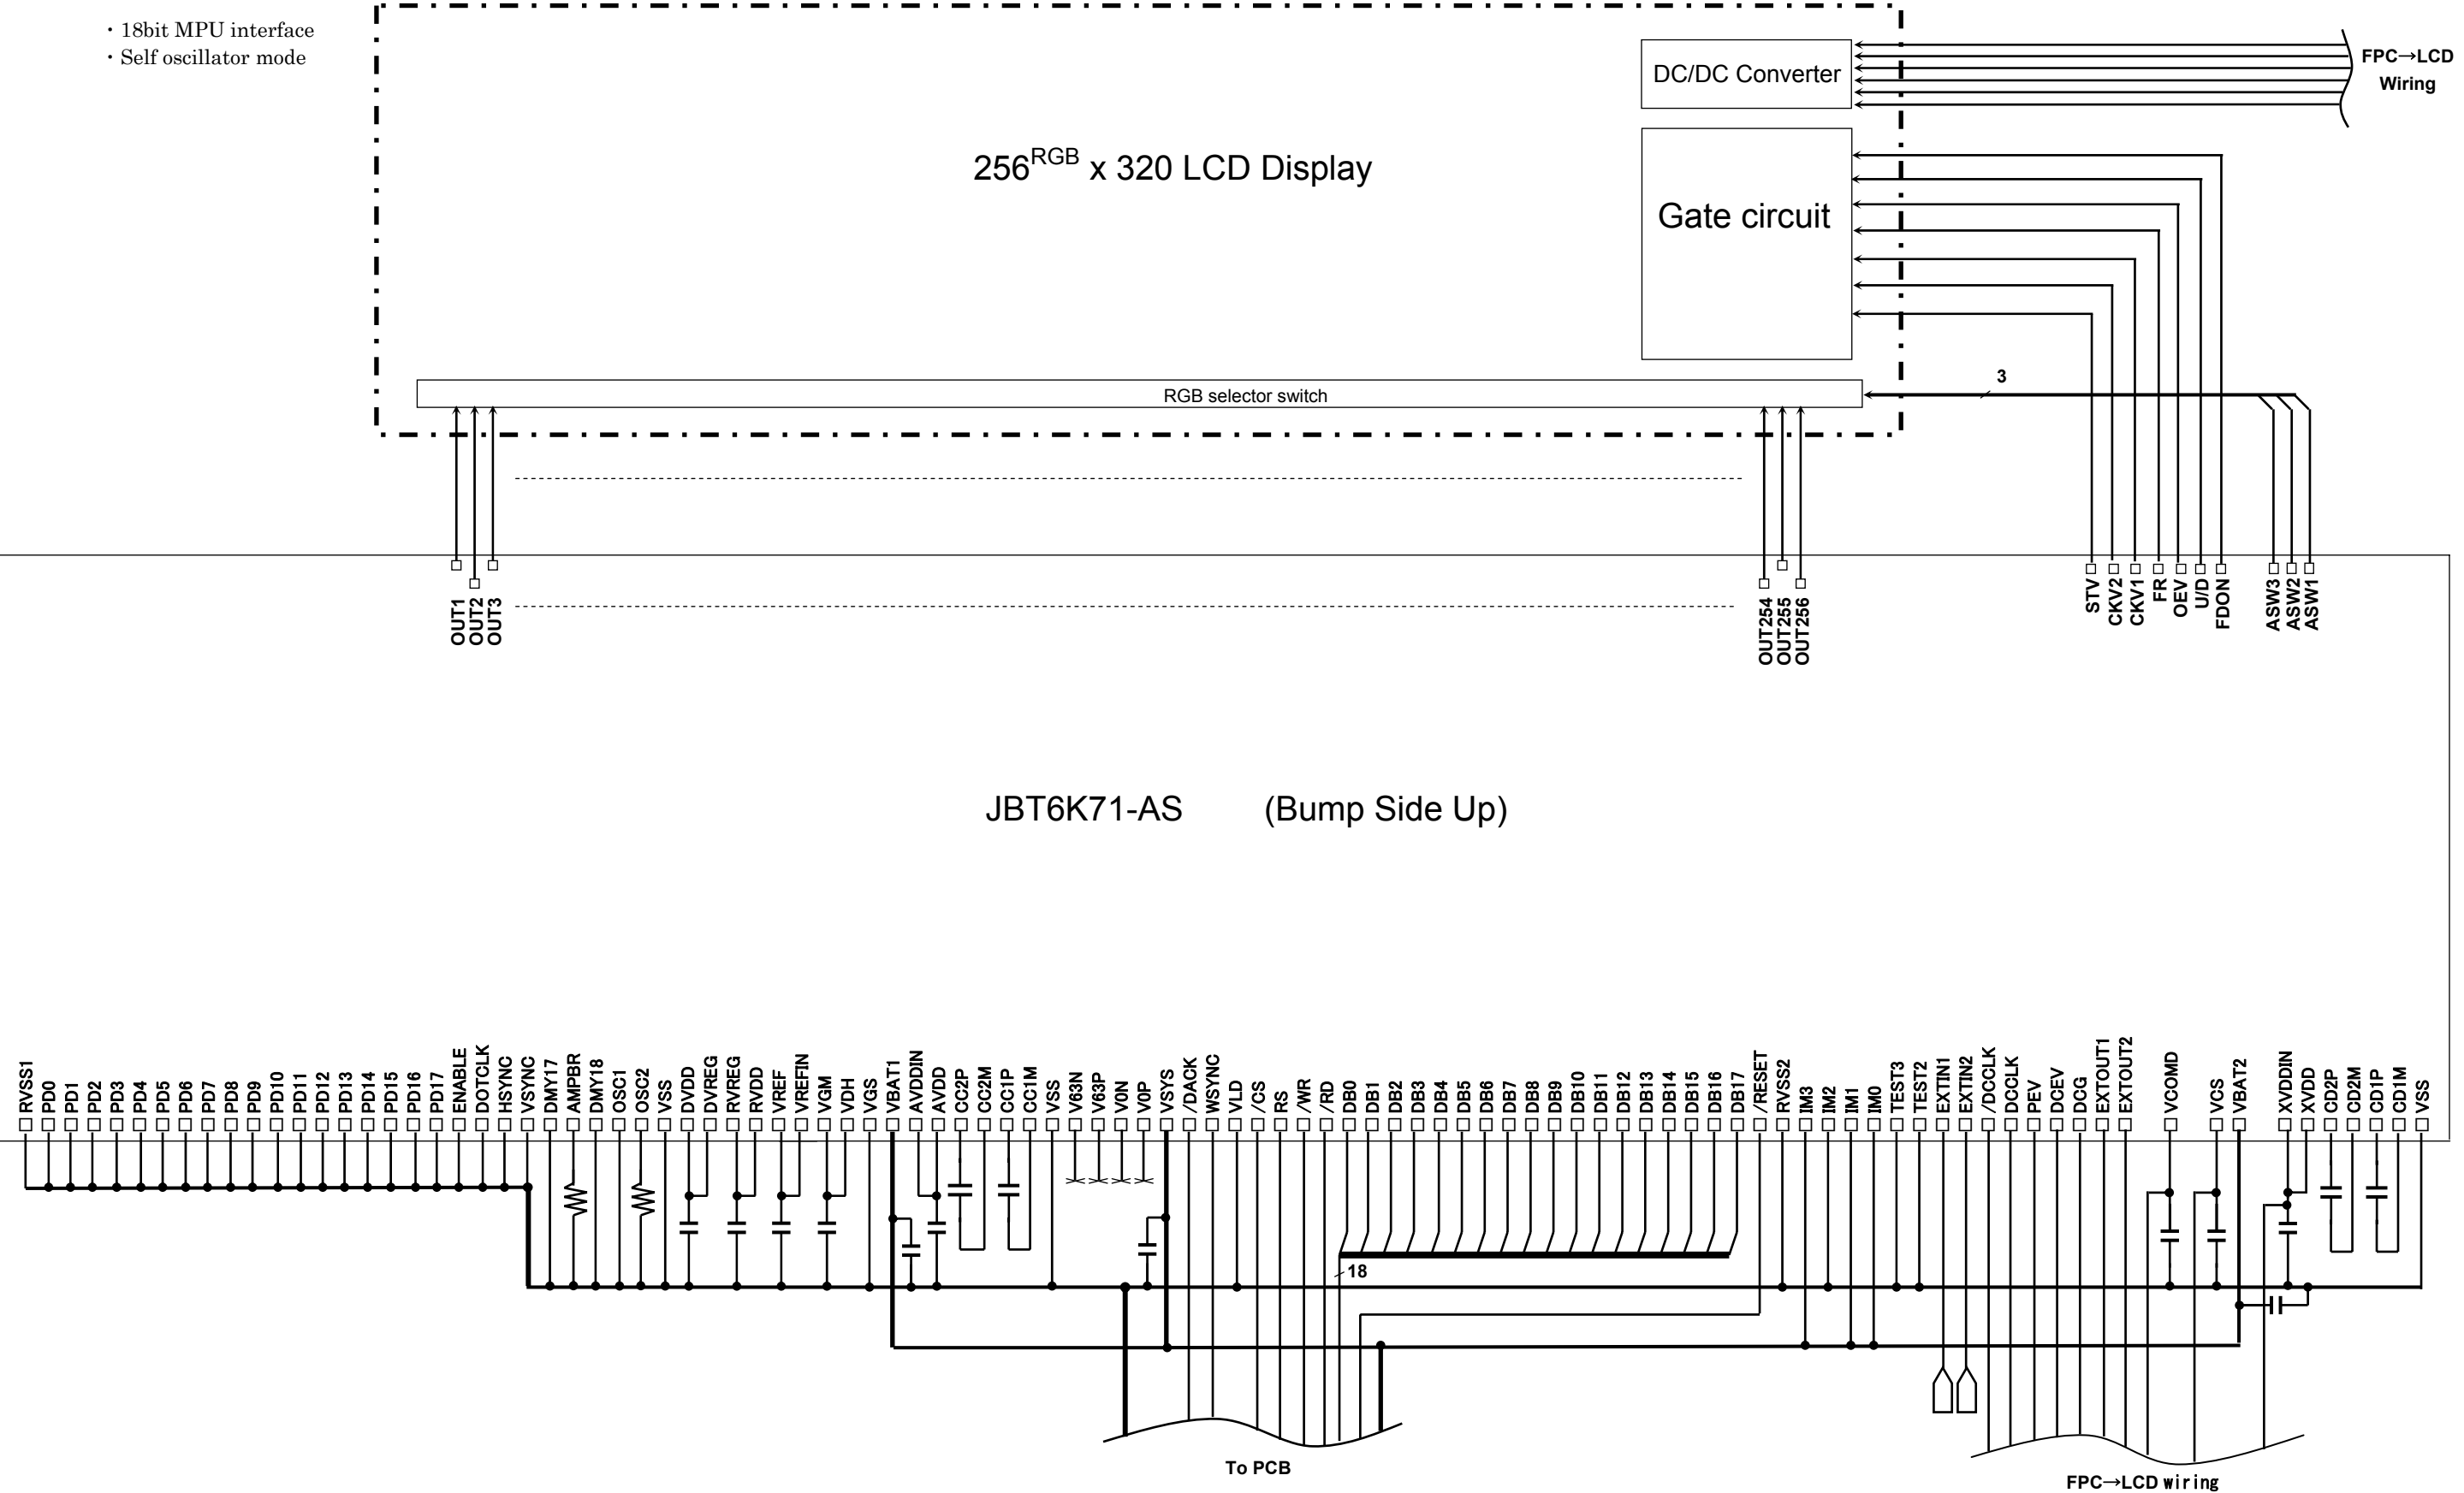 ・18bit MPU interface
・Self oscillator mode
DC/DC Converter
FPC→LCD
Wiring
256RGB x 320 LCD Display
Gate circuit
3
RGB selector switch
OUT1
OUT2
OUT3
OUT254
OUT255
OUT256
STV
CKV2
CKV1
FR
OEV
U/D
FDON
ASW3
ASW2
ASW1
JBT6K71-AS (Bump Side Up)
RVSS1
PD0
PD1
PD2
PD3
PD4
PD5
PD6
PD7
PD8
PD9
PD10
PD11
PD12
PD13
PD14
PD15
PD16
PD17
ENABLE
DOTCLK
HSYNC
VSYNC
DMY17
AMPBR
DMY18
OSC1
OSC2
VSS
DVDD
DVREG
RVREG
RVDD
VREF
VREFIN
VGM
VDH
VGS
VBAT1
AVDDIN
AVDD
CC2P
CC2M
CC1P
CC1M
VSS
V63N
V63P
V0N
V0P
VSYS
/DACK
WSYNC
VLD
/CS
RS
/WR
/RD
DB0
DB1
DB2
DB3
DB4
DB5
DB6
DB7
DB8
DB9
DB10
DB11
DB12
DB13
DB14
DB15
DB16
DB17
/RESET
RVSS2
IM3
IM2
IM1
IM0
TEST3
TEST2
EXTIN1
EXTIN2
/DCCLK
DCCLK
PEV
DCEV
DCG
EXTOUT1
EXTOUT2
VCOMD
VCS
VBAT2
XVDDIN
XVDD
CD2P
CD2M
CD1P
CD1M
VSS
18
To PCB
FPC→LCD wiring